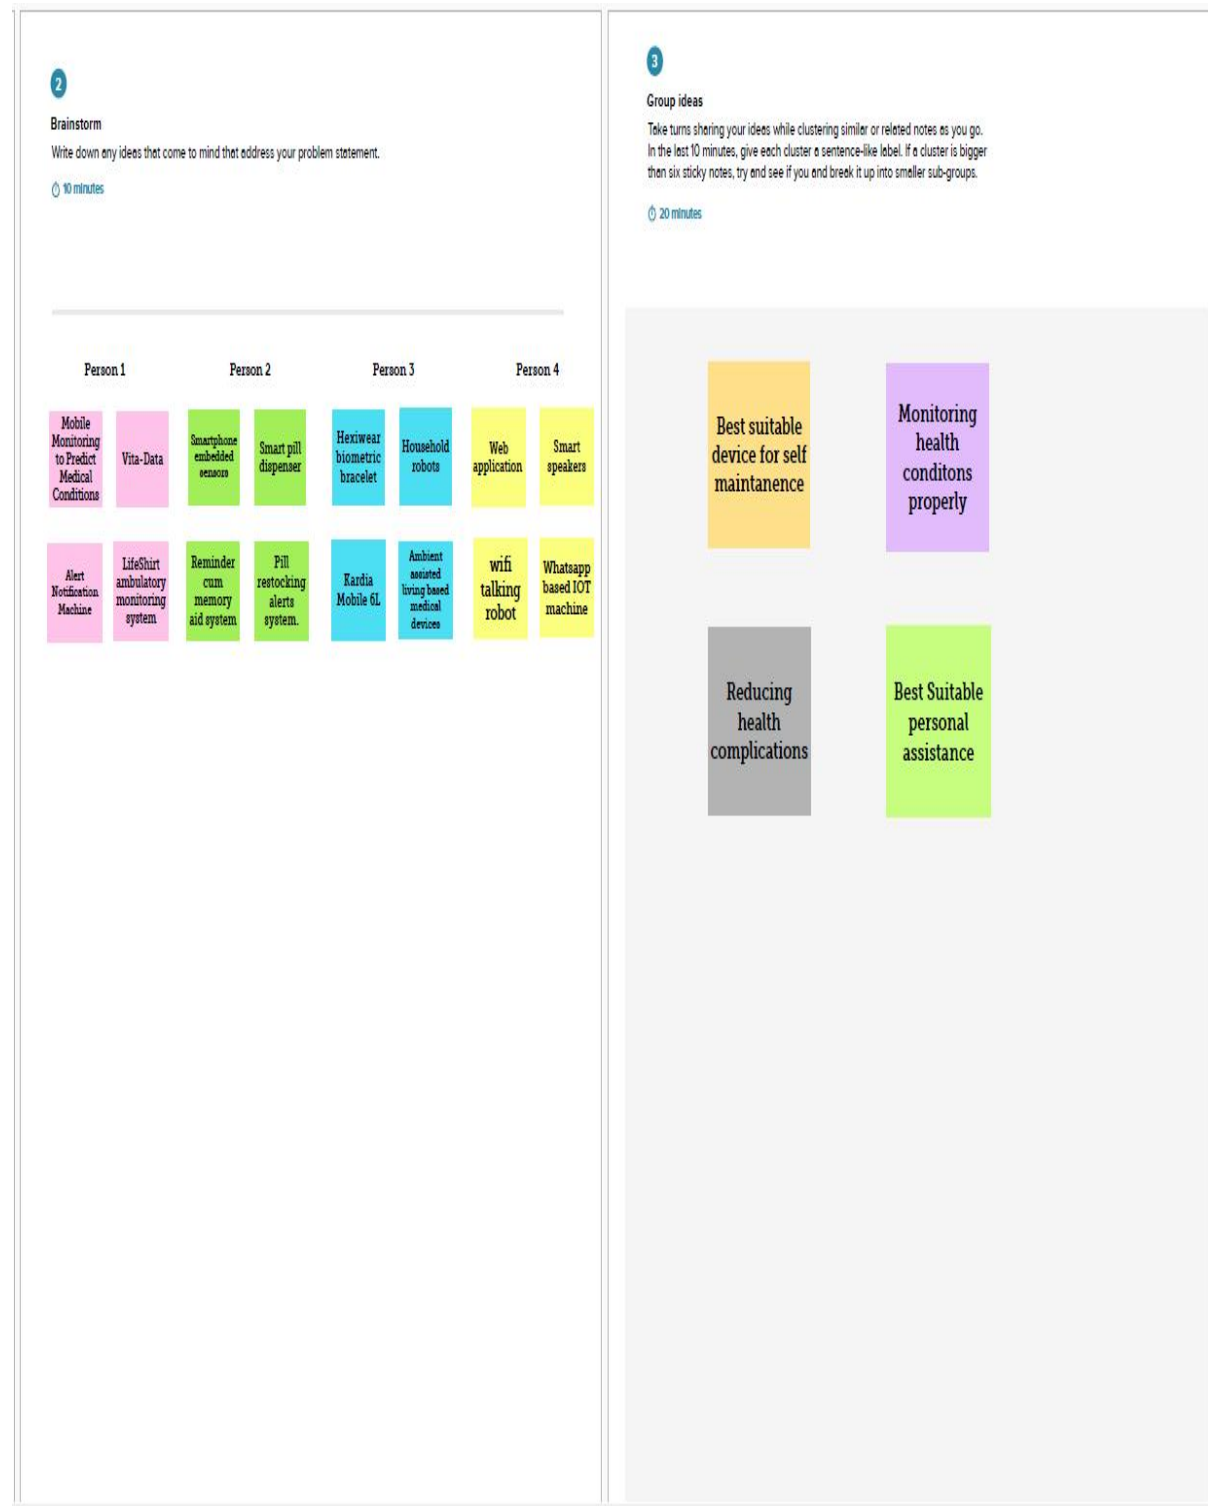 2
Brainstorm
Write down any ideas that come to mind that address your problem statement.
10 minutes
Person 1
Person 2
Person 3
Person 4
Mobile
Monitoring
to Predict
Medical
Conditions
Vita-Data
Smartphone
embedded
sensors
Smart pill
dispenser
Hexiwear
biometric
bracelet
Household
robots
Web
application
Smart
speakers
Alert
Notification
Machine
LifeShirt
ambulatory
monitoring
system
Reminder
cum
memory
aid system
Pill
restocking
alerts
system.
Kardia
Mobile 6L
Ambient
assisted
living based
medical
devices
wifi
talking
robot
Whatsapp
based IOT
machine
3
Group ideas
Take turns sharing your ideas while clustering similar or related notes as you go.
In the last 10 minutes, give each cluster a sentence-like label. If a cluster is bigger
than six sticky notes, try and see if you and break it up into smaller sub-groups.
20 minutes
Best suitable
device for self
maintanence
Monitoring
health
conditons
properly
Reducing
health
complications
Best Suitable
personal
assistance